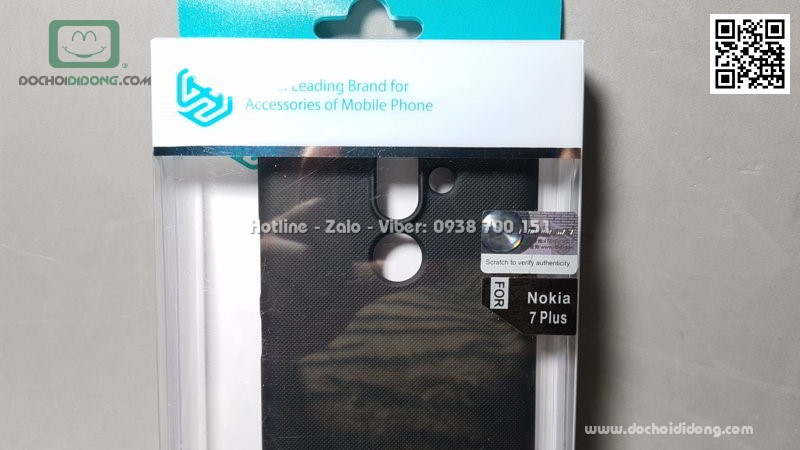 DOCHOIDIDONG.COM
Leading Brand for
Accessories of Mobile Phone
Hotline - Zalo - Viber: 0938 700 151
Scratch to verify authenticity
FOR
Nokia
7 Plus
www.dochoididong.com